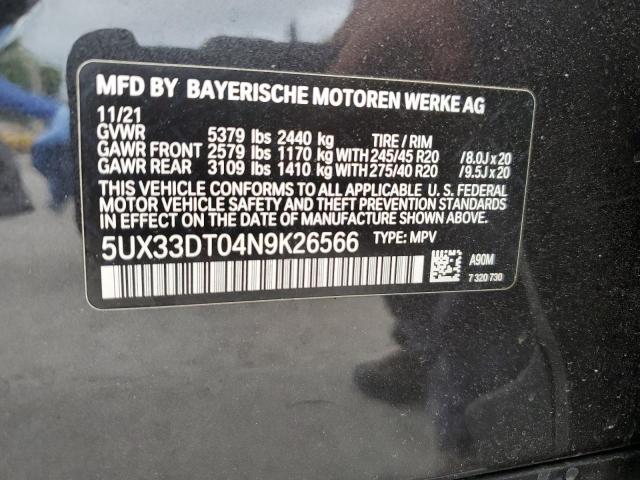 MFD BY BAYERISCHE MOTOREN WERKE AG
11/21
GVWR 5379 lbs 2440 kg TIRE / RIM
GAWR FRONT 2579 lbs 1170 kg WITH 245/45 R20 /8.0J x 20
GAWR REAR 3109 lbs 1410 kg WITH 275/40 R20 /9.5J x 20
THIS VEHICLE CONFORMS TO ALL APPLICABLE U. S. FEDERAL
MOTOR VEHICLE SAFETY AND THEFT PREVENTION STANDARDS
IN EFFECT ON THE DATE OF MANUFACTURE SHOWN ABOVE.
5UX33DT04N9K26566 TYPE: MPV
A90M
7 320 730